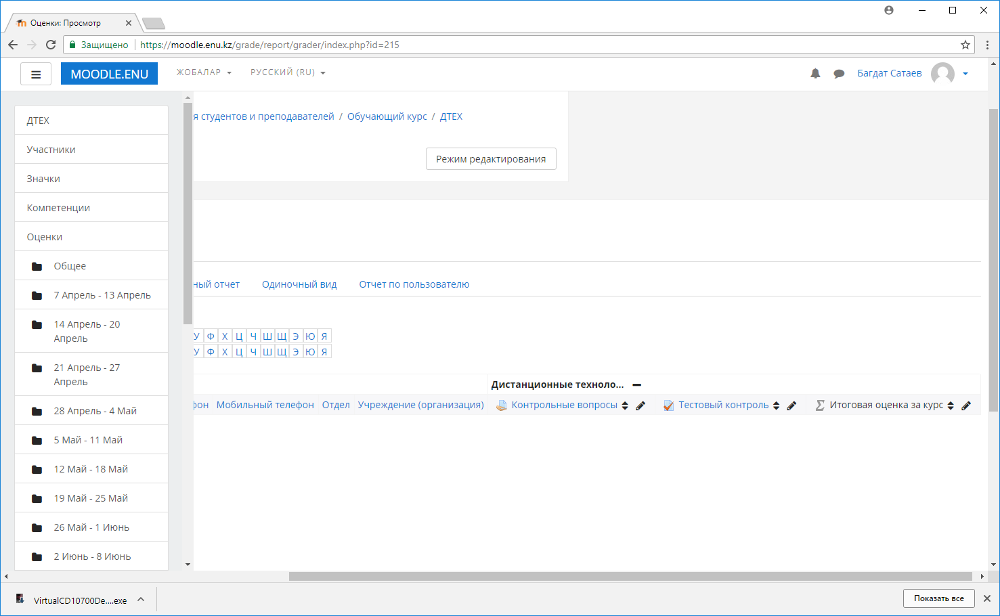 Оценки: Просмотр
Защищено https://moodle.enu.kz/grade/report/grader/index.php?id=215
MOODLE.ENU ЖОБАЛАР РУССКИЙ (RU) Багдат Сатаев
ДТЕХ
Участники
Значки
Компетенции
Оценки
Общее
7 Апрель - 13 Апрель
14 Апрель - 20
Апрель
21 Апрель - 27
Апрель
28 Апрель - 4 Май
5 Май - 11 Май
12 Май - 18 Май
19 Май - 25 Май
26 Май - 1 Июнь
2 Июнь - 8 Июнь
я студентов и преподавателей / Обучающий курс / ДТЕХ
Режим редактирования
ный отчет Одиночный вид Отчет по пользователю
У Ф Х Ц Ч Ш Щ Э Ю Я
У Ф Х Ц Ч Ш Щ Э Ю Я
Дистанционные техноло...
фон Мобильный телефон Отдел Учреждение (организация) Контрольные вопросы Тестовый контроль Итоговая оценка за курс
VirtualCD10700De....exe Показать все